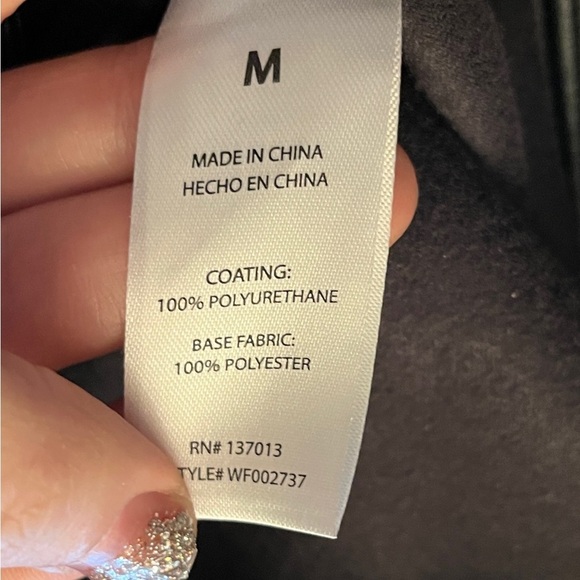 M
MADE IN CHINA
HECHO EN CHINA
COATING:
100% POLYURETHANE
BASE FABRIC:
100% POLYESTER
RN# 137013
TYLE# WF002737